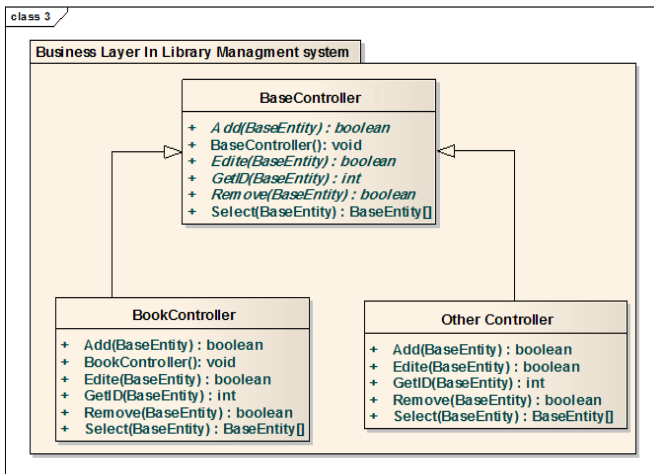 class 3
Business Layer In Library Managment system
BaseController
+ Add(BaseEntity) : boolean
+ BaseController(): void
+ Edite(BaseEntity) : boolean
+ GetID(BaseEntity) : int
+ Remove(BaseEntity) : boolean
+ Select(BaseEntity) : BaseEntity[]
BookController
+ Add(BaseEntity) : boolean
+ BookController(): void
+ Edite(BaseEntity) : boolean
+ GetID(BaseEntity) : int
+ Remove(BaseEntity) : boolean
+ Select(BaseEntity) : BaseEntity[]
Other Controller
+ Add(BaseEntity) : boolean
+ Edite(BaseEntity) : boolean
+ GetID(BaseEntity) : int
+ Remove(BaseEntity) : boolean
+ Select(BaseEntity) : BaseEntity[]